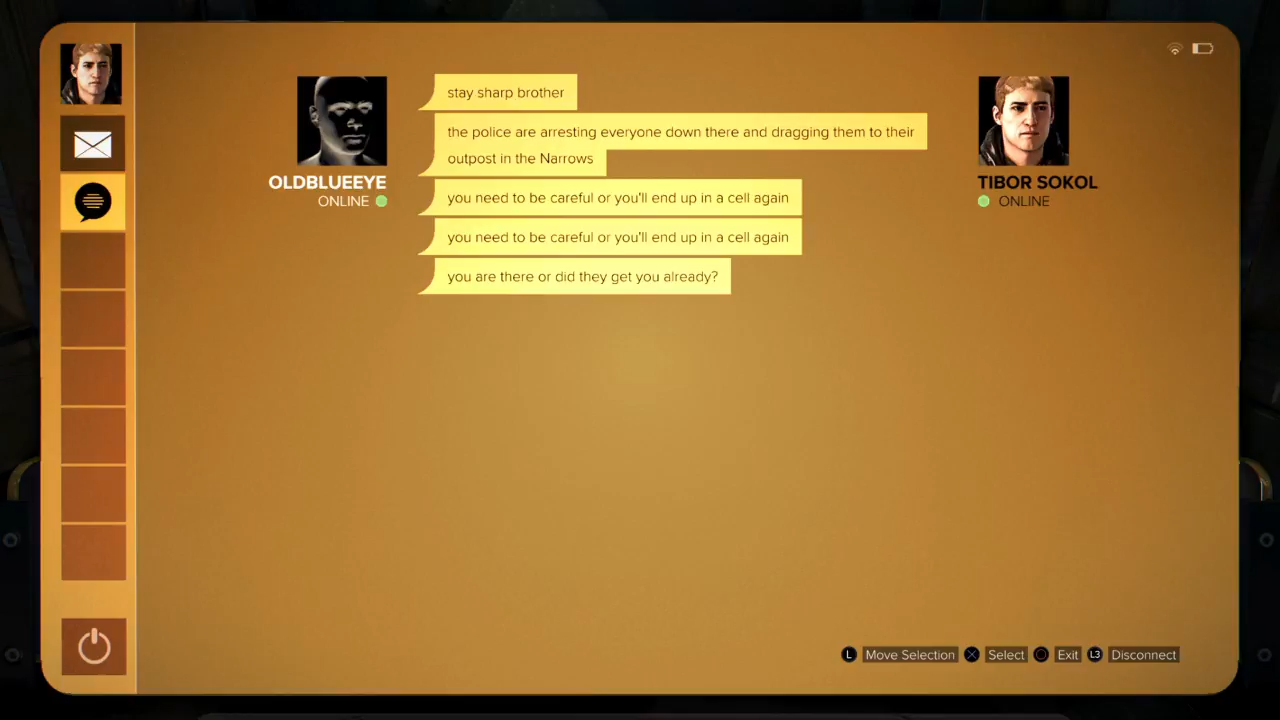 stay sharp brother
the police are arresting everyone down there and dragging them to their
outpost in the Narrows
OLDBLUEEYE
ONLINE
TIBOR SOKOL
ONLINE
you need to be careful or you'll end up in a cell again
you need to be careful or you'll end up in a cell again
you are there or did they get you already?
L Move Selection Select Exit L3 Disconnect